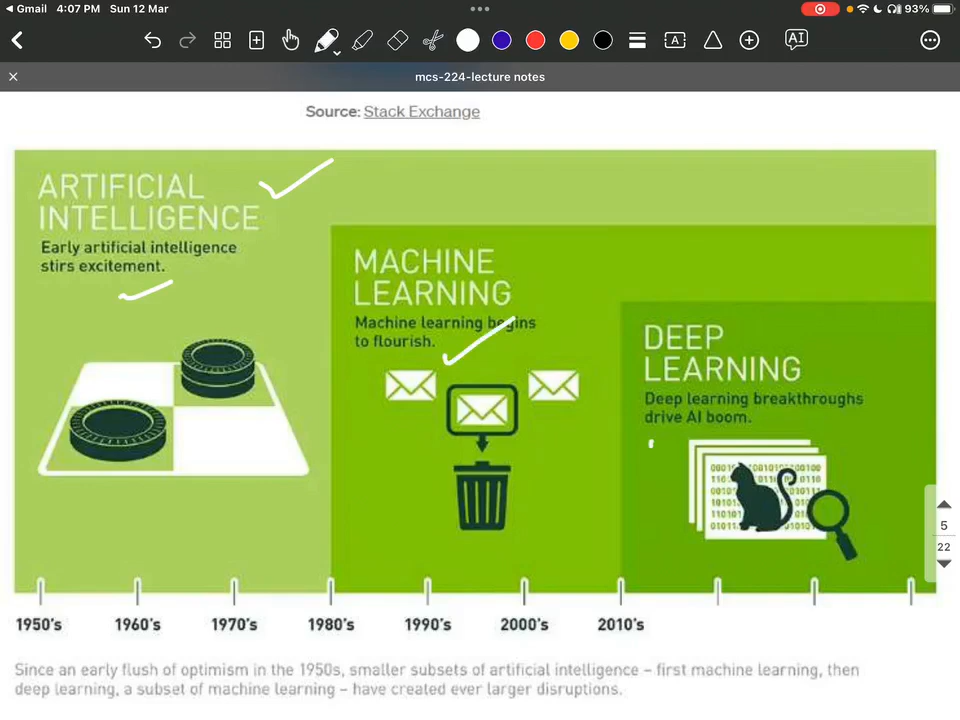 Gmail 4:07 PM Sun 12 Mar 93%
A AI
mcs-224-lecture notes
Source: Stack Exchange
ARTIFICIAL
INTELLIGENCE
Early artificial intelligence
stirs excitement.
MACHINE
LEARNING
Machine learning begins
to flourish.
DEEP
LEARNING
Deep learning breakthroughs
drive AI boom.
5
22
1950's 1960's 1970's 1980's 1990's 2000's 2010's
Since an early flush of optimism in the 1950s, smaller subsets of artificial intelligence – first machine learning, then
deep learning, a subset of machine learning – have created ever larger disruptions.